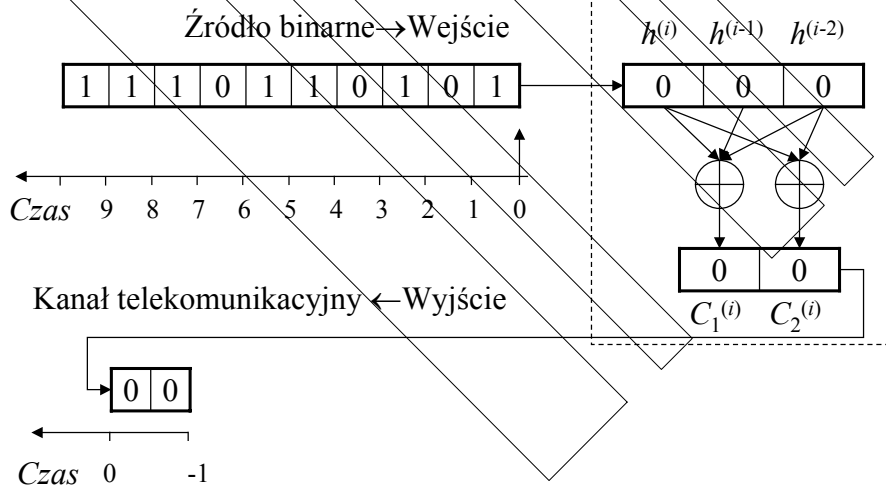 Źródło binarne→Wejście
h(i) h(i-1) h(i-2)
1 1 1 0 1 1 0 1 0 1
0 0 0
Czas 9 8 7 6 5 4 3 2 1 0
0 0
Kanał telekomunikacyjny ←Wyjście
C1(i) C2(i)
0 0
Czas 0 -1